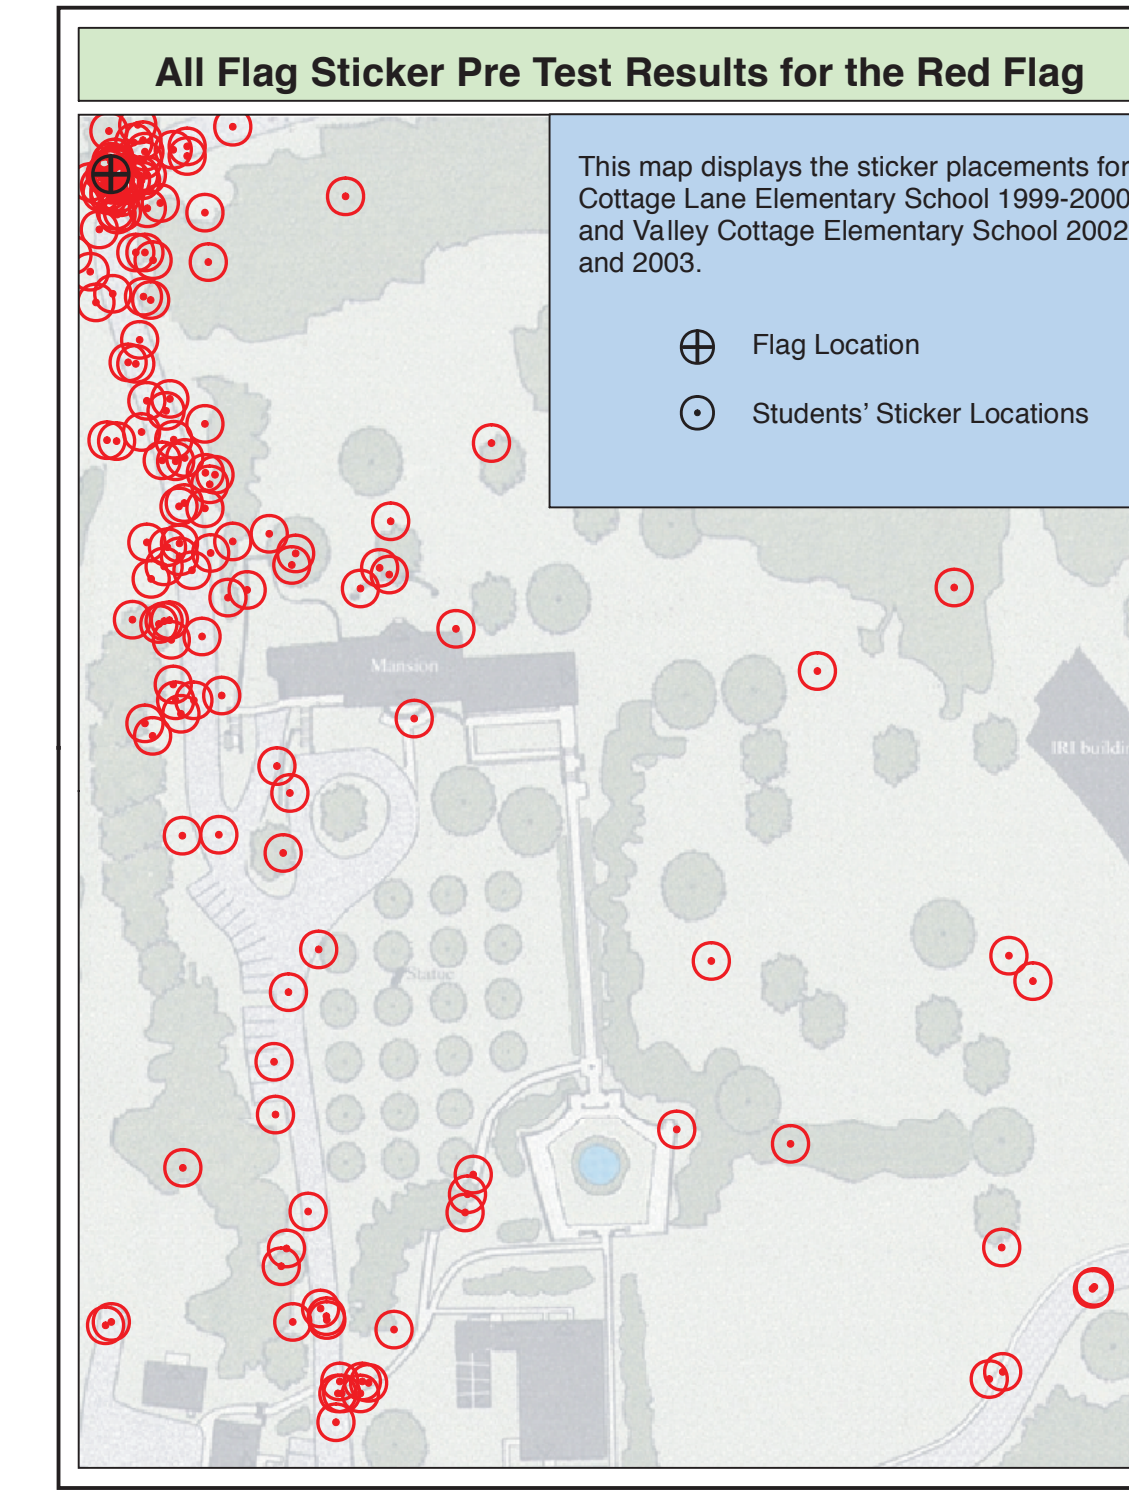 All Flag Sticker Pre Test Results for the Red Flag
This map displays the sticker placements for
Cottage Lane Elementary School 1999-2000
and Valley Cottage Elementary School 2002
and 2003.
Flag Location
Students' Sticker Locations
Mansion
IRI buildin
Statue